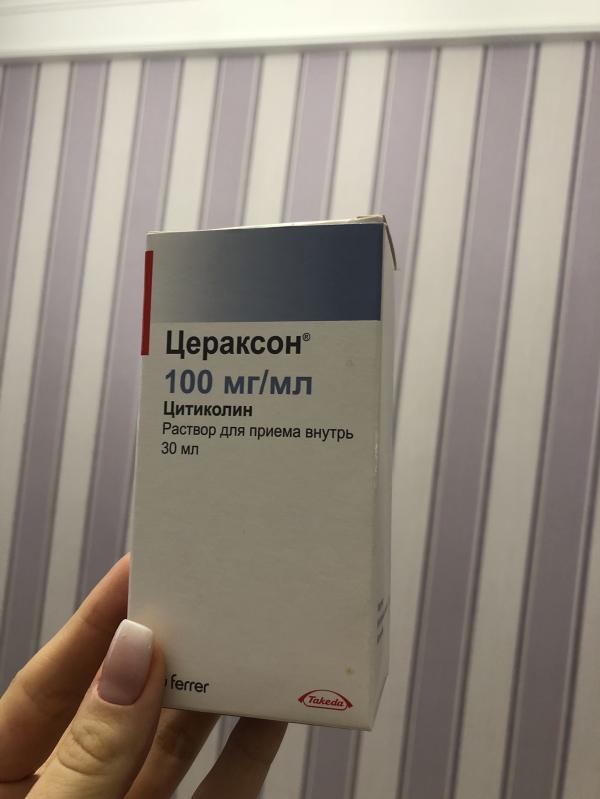 Цераксон®
100 мг/мл
Цитиколин
Раствор для приема внутрь
30 мл
ferrer
Takeda